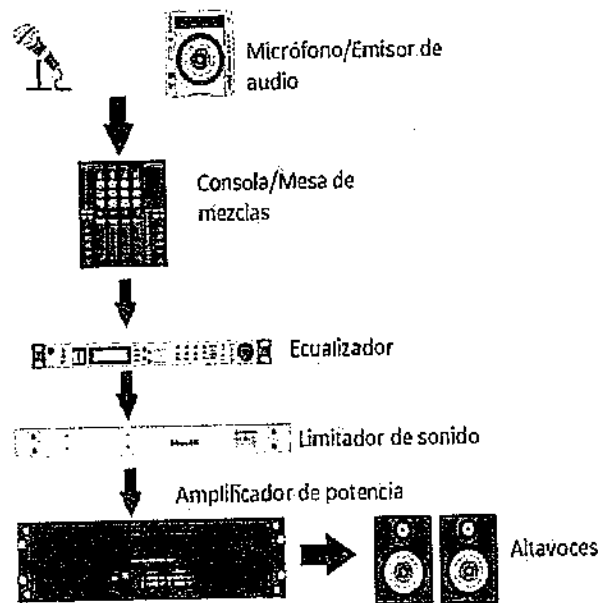 Micrófono/Emisor de
audio
Consola/Mesa de
mezclas
Ecualizador
Limitador de sonido
Amplificador de potencia
Altavoces